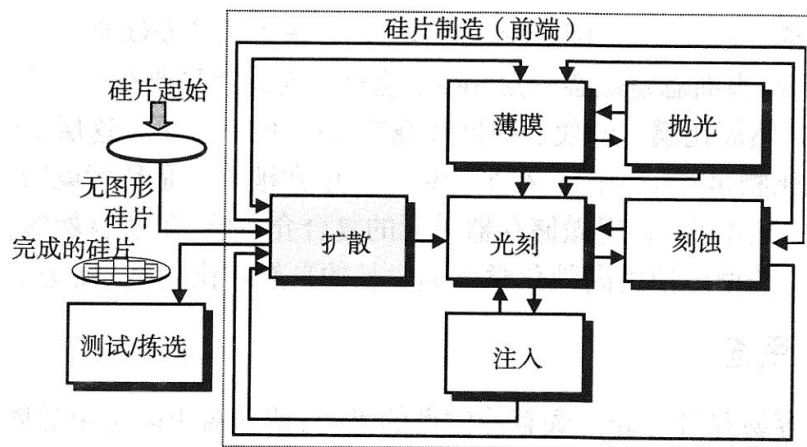 硅片制造（前端）
硅片起始
薄膜
抛光
无图形
硅片
完成的硅片
扩散
光刻
刻蚀
测试/拣选
注入